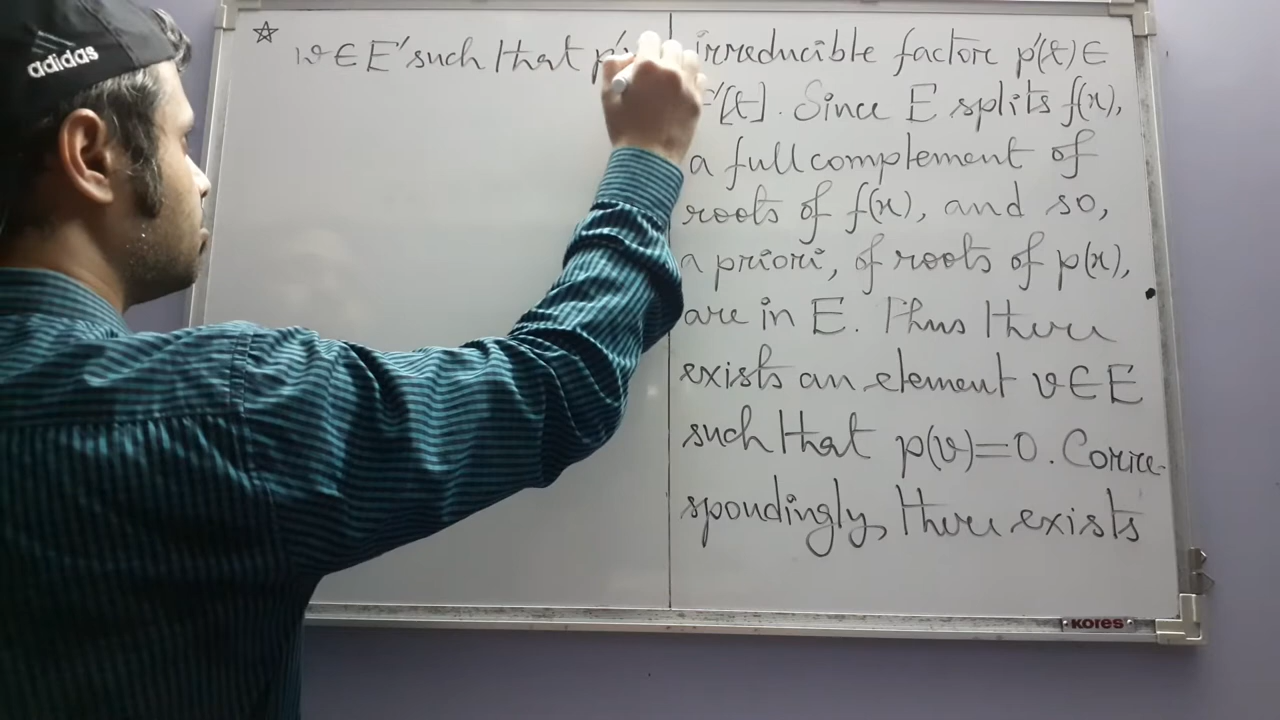 adidas
☆ w∈E' such that p'
irreducible factor p'(t)∈
'[t]. Since E splits f(x),
a full complement of
roots of f(x), and so,
a priori, of roots of p(x),
are in E. Thus there
exists an element v∈E
such that p(v)=0. Corre-
spondingly, there exists
KORES